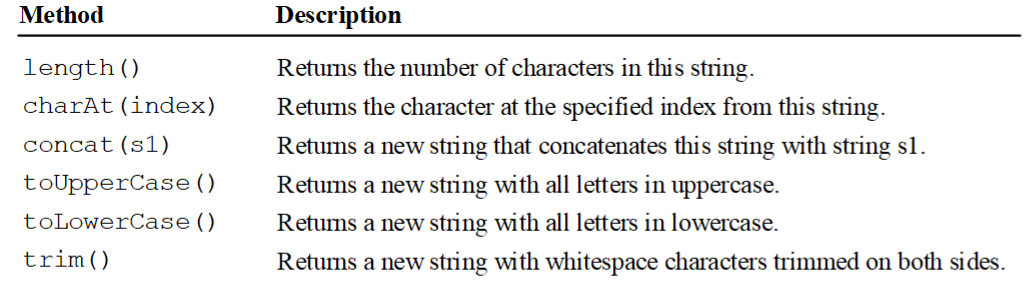 Method Description
length() Returns the number of characters in this string.
charAt(index) Returns the character at the specified index from this string.
concat(s1) Returns a new string that concatenates this string with string s1.
toUpperCase() Returns a new string with all letters in uppercase.
toLowerCase() Returns a new string with all letters in lowercase.
trim() Returns a new string with whitespace characters trimmed on both sides.